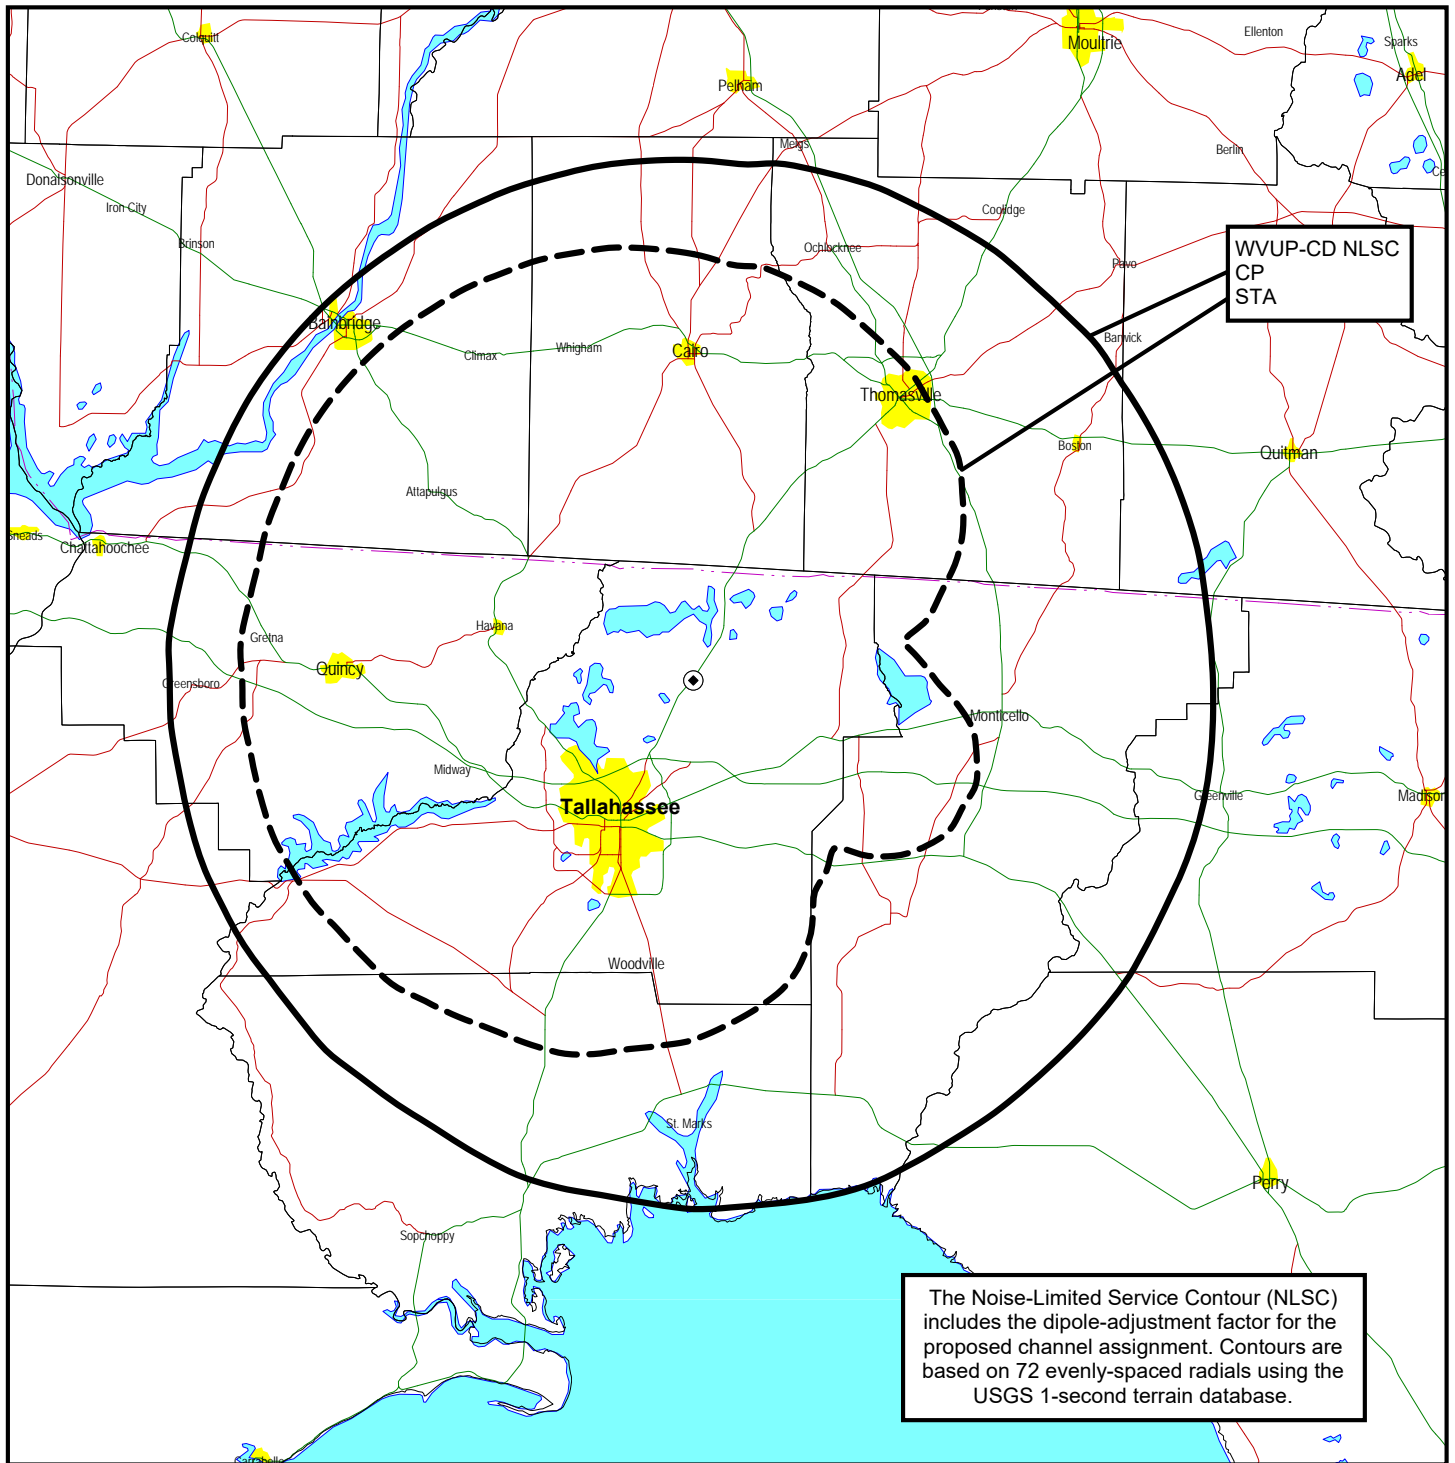 Colquitt
Moultrie
Ellenton
Sparks
Adel
Pelham
Meigs
Berlin
Donalsonville
Iron City
Brinson
Coolidge
Ochlocknee
Pavo
WVUP-CD NLSC
CP
STA
Bainbridge
Climax
Whigham
Cairo
Barwick
Thomasville
Boston
Quitman
Attapulgus
Sneads
Chattahoochee
Havana
Gretna
Quincy
Greensboro
Monticello
Midway
Tallahassee
Greenville
Madison
Woodville
St. Marks
Perry
Sopchoppy
The Noise-Limited Service Contour (NLSC)
includes the dipole-adjustment factor for the
proposed channel assignment. Contours are
based on 72 evenly-spaced radials using the
USGS 1-second terrain database.
Carrabelle